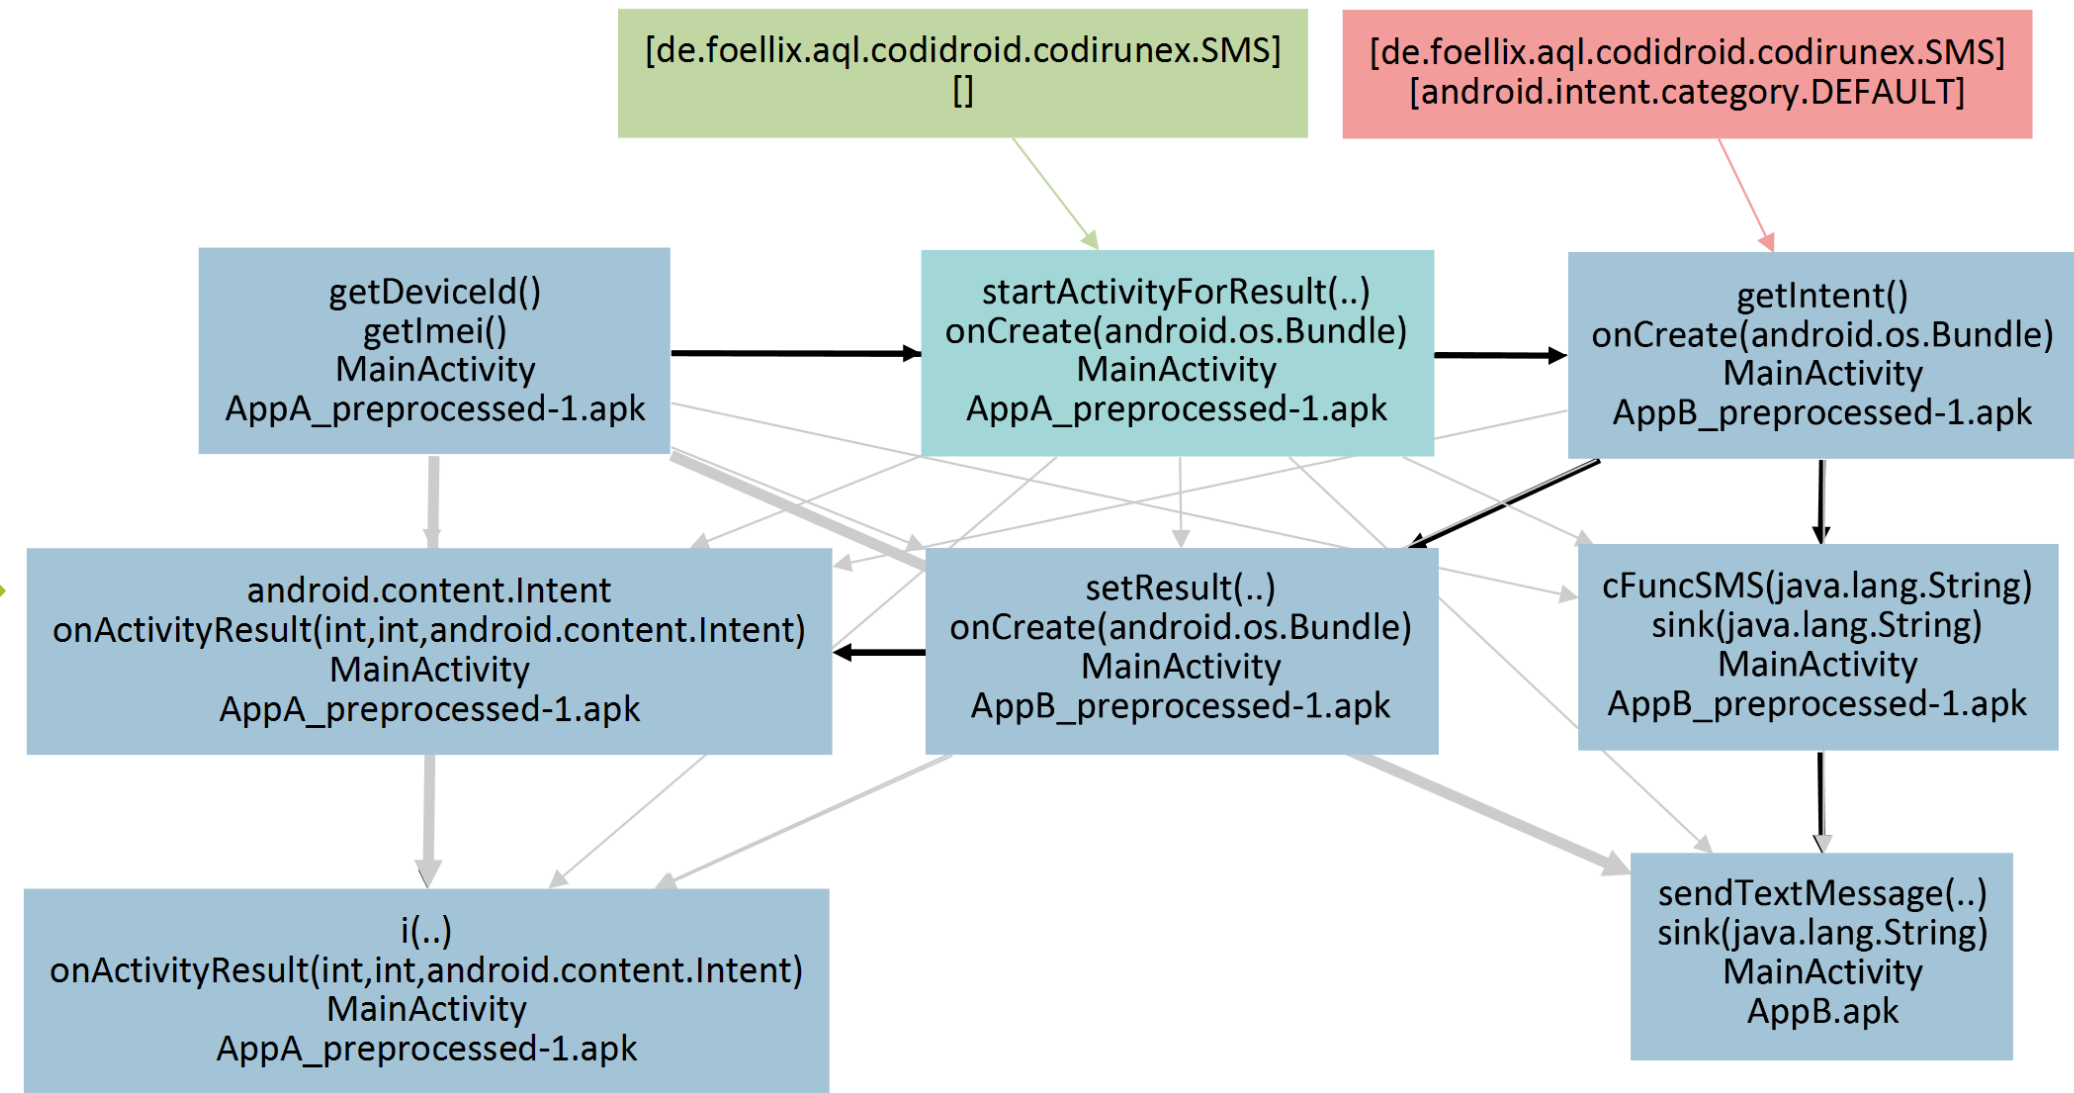 [de.foellix.aql.codidroid.codirunex.SMS]
[]
[de.foellix.aql.codidroid.codirunex.SMS]
[android.intent.category.DEFAULT]
getDeviceId()
getImei()
MainActivity
AppA_preprocessed-1.apk
startActivityForResult(..)
onCreate(android.os.Bundle)
MainActivity
AppA_preprocessed-1.apk
getIntent()
onCreate(android.os.Bundle)
MainActivity
AppB_preprocessed-1.apk
android.content.Intent
onActivityResult(int,int,android.content.Intent)
MainActivity
AppA_preprocessed-1.apk
setResult(..)
onCreate(android.os.Bundle)
MainActivity
AppB_preprocessed-1.apk
cFuncSMS(java.lang.String)
sink(java.lang.String)
MainActivity
AppB_preprocessed-1.apk
i(..)
onActivityResult(int,int,android.content.Intent)
MainActivity
AppA_preprocessed-1.apk
sendTextMessage(..)
sink(java.lang.String)
MainActivity
AppB.apk